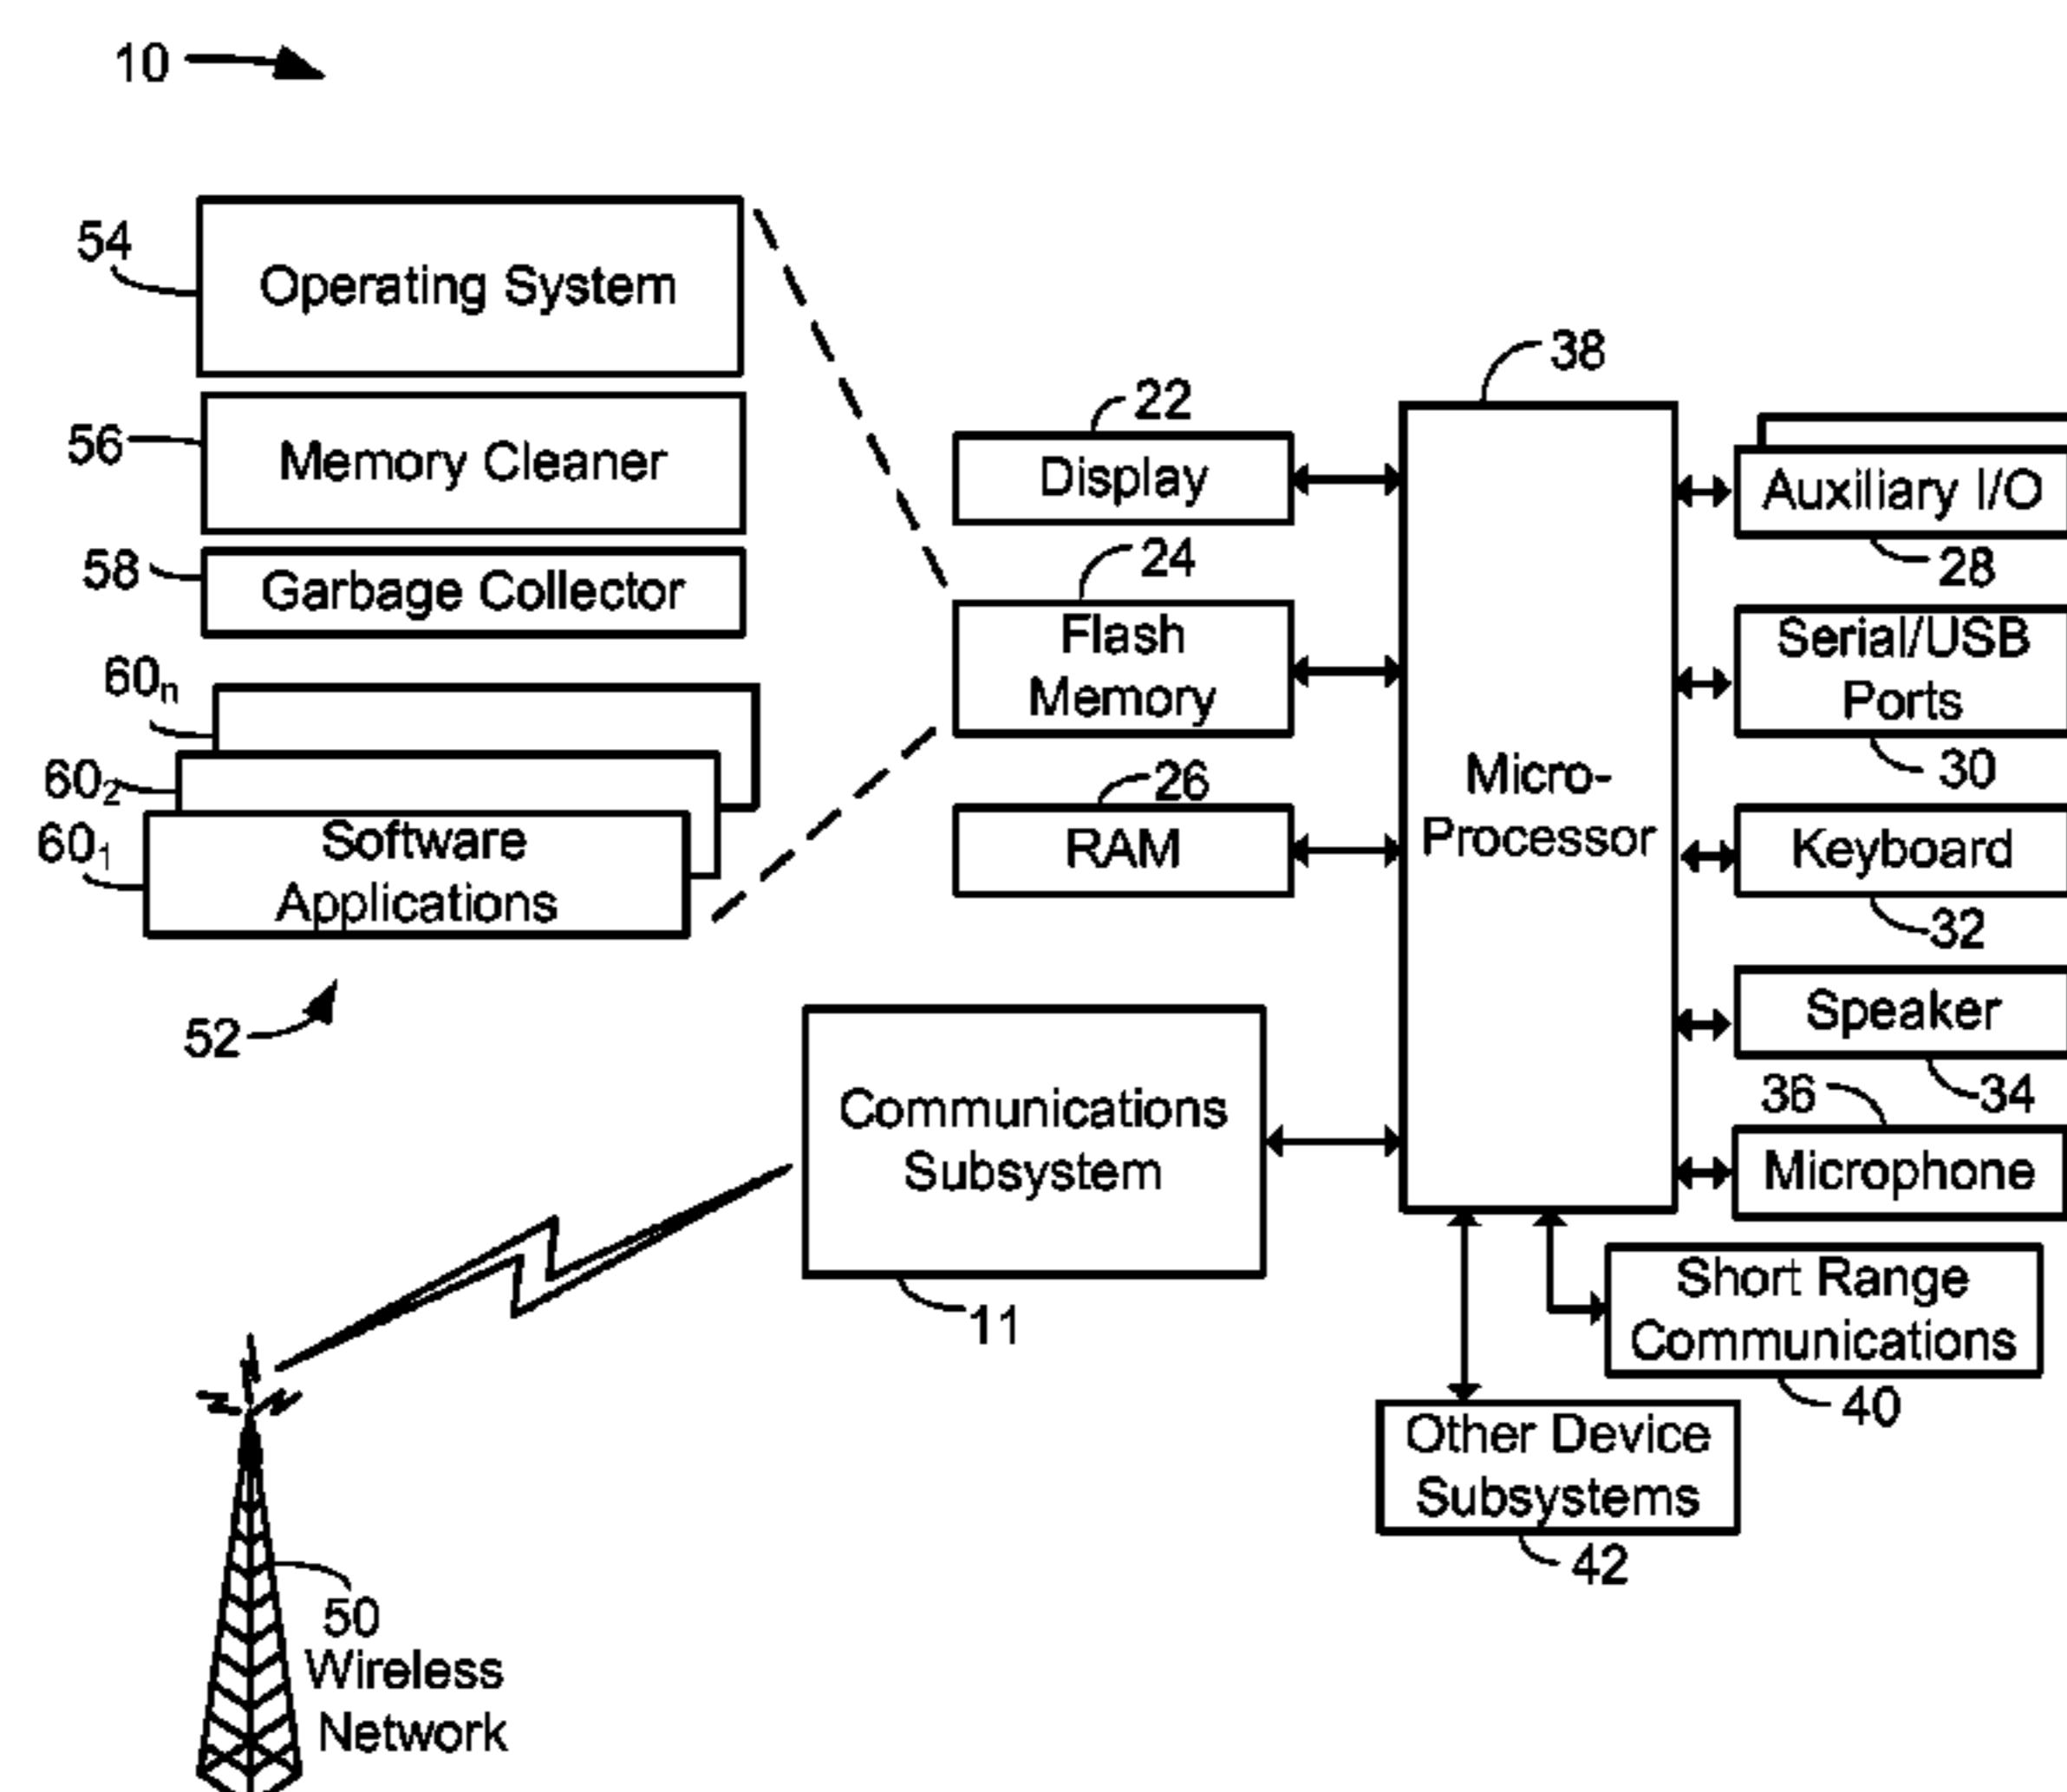 10
54
Operating System
56
Memory Cleaner
58
Garbage Collector
60n
602
601
Software
Applications
52
22
Display
24
Flash
Memory
26
RAM
38
Micro-
Processor
Auxiliary I/O
28
Serial/USB
Ports
30
Keyboard
32
Speaker
34
36
Microphone
Communications
Subsystem
11
Short Range
Communications
40
Other Device
Subsystems
42
50
Wireless
Network